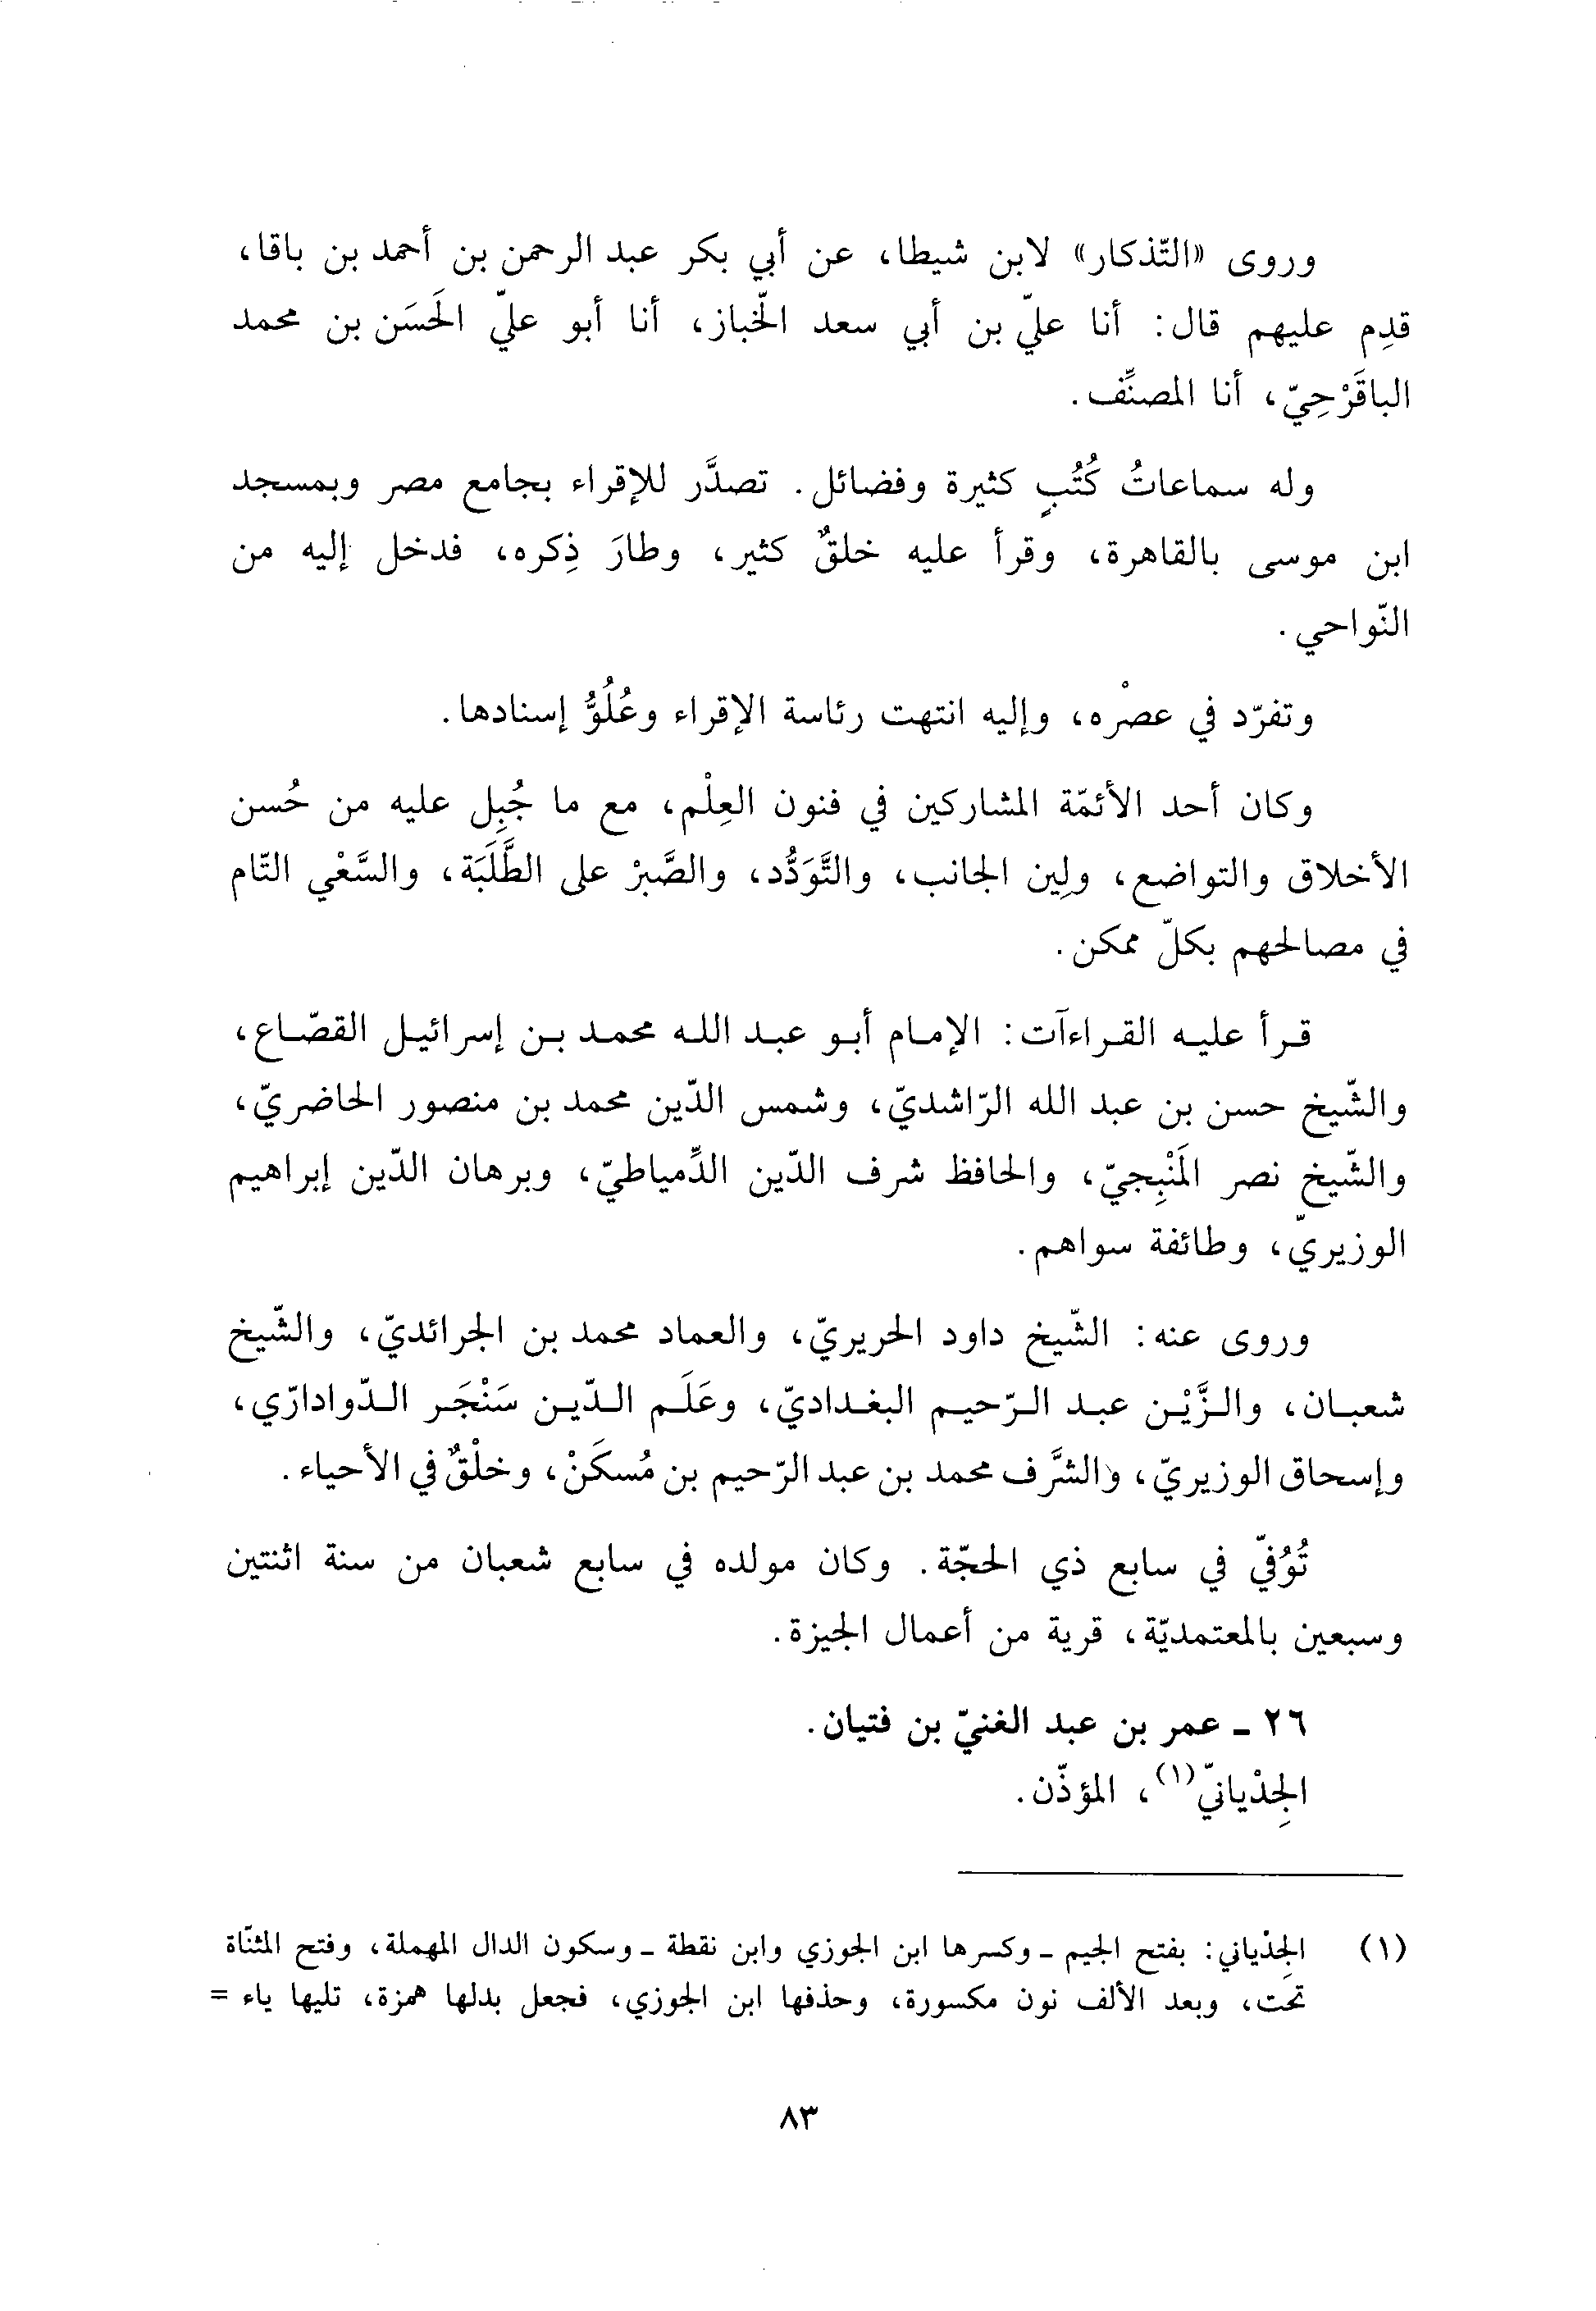 وروى «التّذكار» لابن شيطا، عن أبي بكر عبد الرحمن بن أحمد بن باقا،
قدِم عليهم قال: أنا عليّ بن أبي سعد الخّباز، أنا أبو عليّ الحَسَن بن محمد
الباقَرْحِيّ، أنا المصنِّف.
وله سماعاتُ كُتُبٍ كثيرة وفضائل. تصدَّر للإقراء بجامع مصر وبمسجد
ابن موسى بالقاهرة، وقرأ عليه خلقٌ كثير، وطارَ ذِكره، فدخل إليه من
النّواحي.
وتفرّد في عصْره، وإليه انتهت رئاسة الإقراء وعُلُوُّ إسنادها.
وكان أحد الأئمّة المشاركين في فنون العِلْم، مع ما جُبِل عليه من حُسن
الأخلاق والتواضع، ولِين الجانب، والتَّوَدُّد، والصَّبرْ على الطَّلَبَة، والسَّعْي التّام
في مصالحهم بكلّ ممكن.
قرأ عليه القراءآت: الإمام أبو عبد الله محمد بن إسرائيل القصّاع،
والشّيخ حسن بن عبد الله الرّاشديّ، وشمس الدّين محمد بن منصور الحاضريّ،
والشّيخ نصر المَنْبِجيّ، والحافظ شرف الدّين الدِّمياطيّ، وبرهان الدّين إبراهيم
الوزيريّ، وطائفة سواهم.
وروى عنه: الشّيخ داود الحريريّ، والعماد محمد بن الجرائديّ، والشّيخ
شعبان، والزَّيْن عبد الرّحيم البغداديّ، وعَلَم الدّين سَنْجَر الدّوادارّي،
وإسحاق الوزيريّ، والشَّرف محمد بن عبد الرّحيم بن مُسكَنْ، وخلْقٌ في الأحياء.
تُوُفيّ في سابع ذي الحجّة. وكان مولده في سابع شعبان من سنة اثنتين
وسبعين بالمعتمديّة، قرية من أعمال الجيزة.
٢٦ ـ عمر بن عبد الغنيّ بن فتيان.
الجِدْيانيّ(١)، المؤذّن.
(١) الجِدْياني: بفتح الجيم ـ وكسرها ابن الجوزي وابن نقطة ـ وسكون الدال المهملة، وفتح المثنّاة
تحت، وبعد الألف نون مكسورة، وحذفها ابن الجوزي، فجعل بدلها همزة، تليها ياء =
٨٣